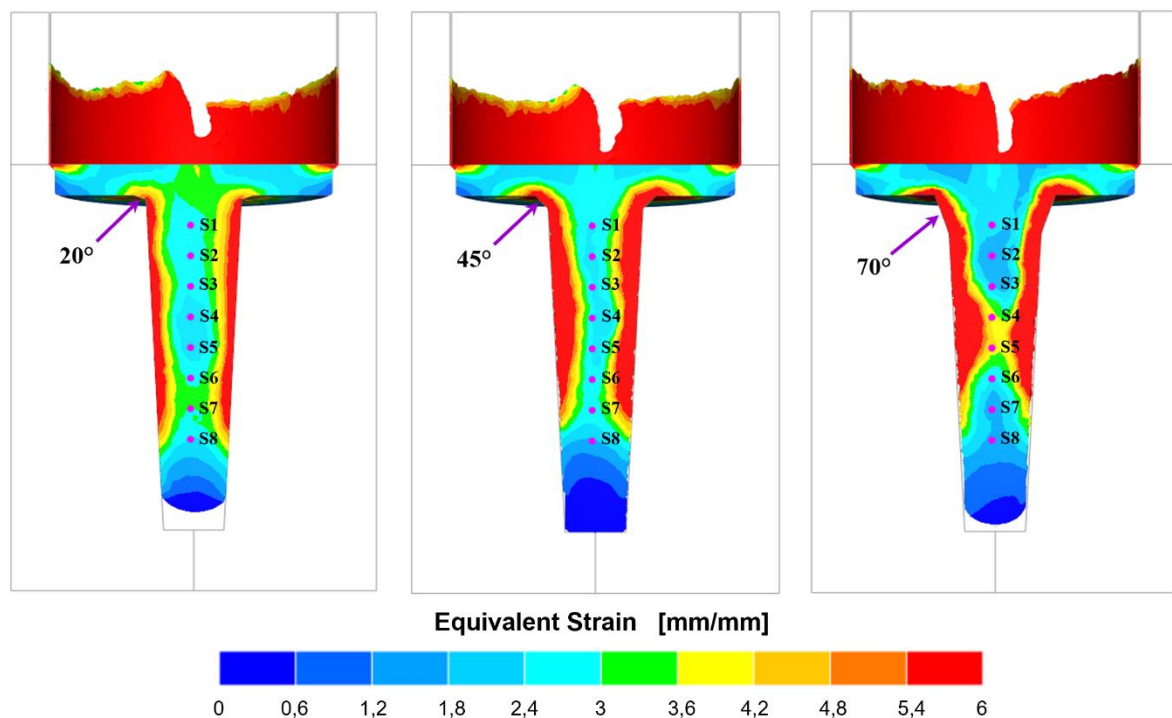 20°
S1
S2
S3
S4
S5
S6
S7
S8
45°
S1
S2
S3
S4
S5
S6
S7
S8
70°
S1
S2
S3
S4
S5
S6
S7
S8
Equivalent Strain [mm/mm]
0 0,6 1,2 1,8 2,4 3 3,6 4,2 4,8 5,4 6